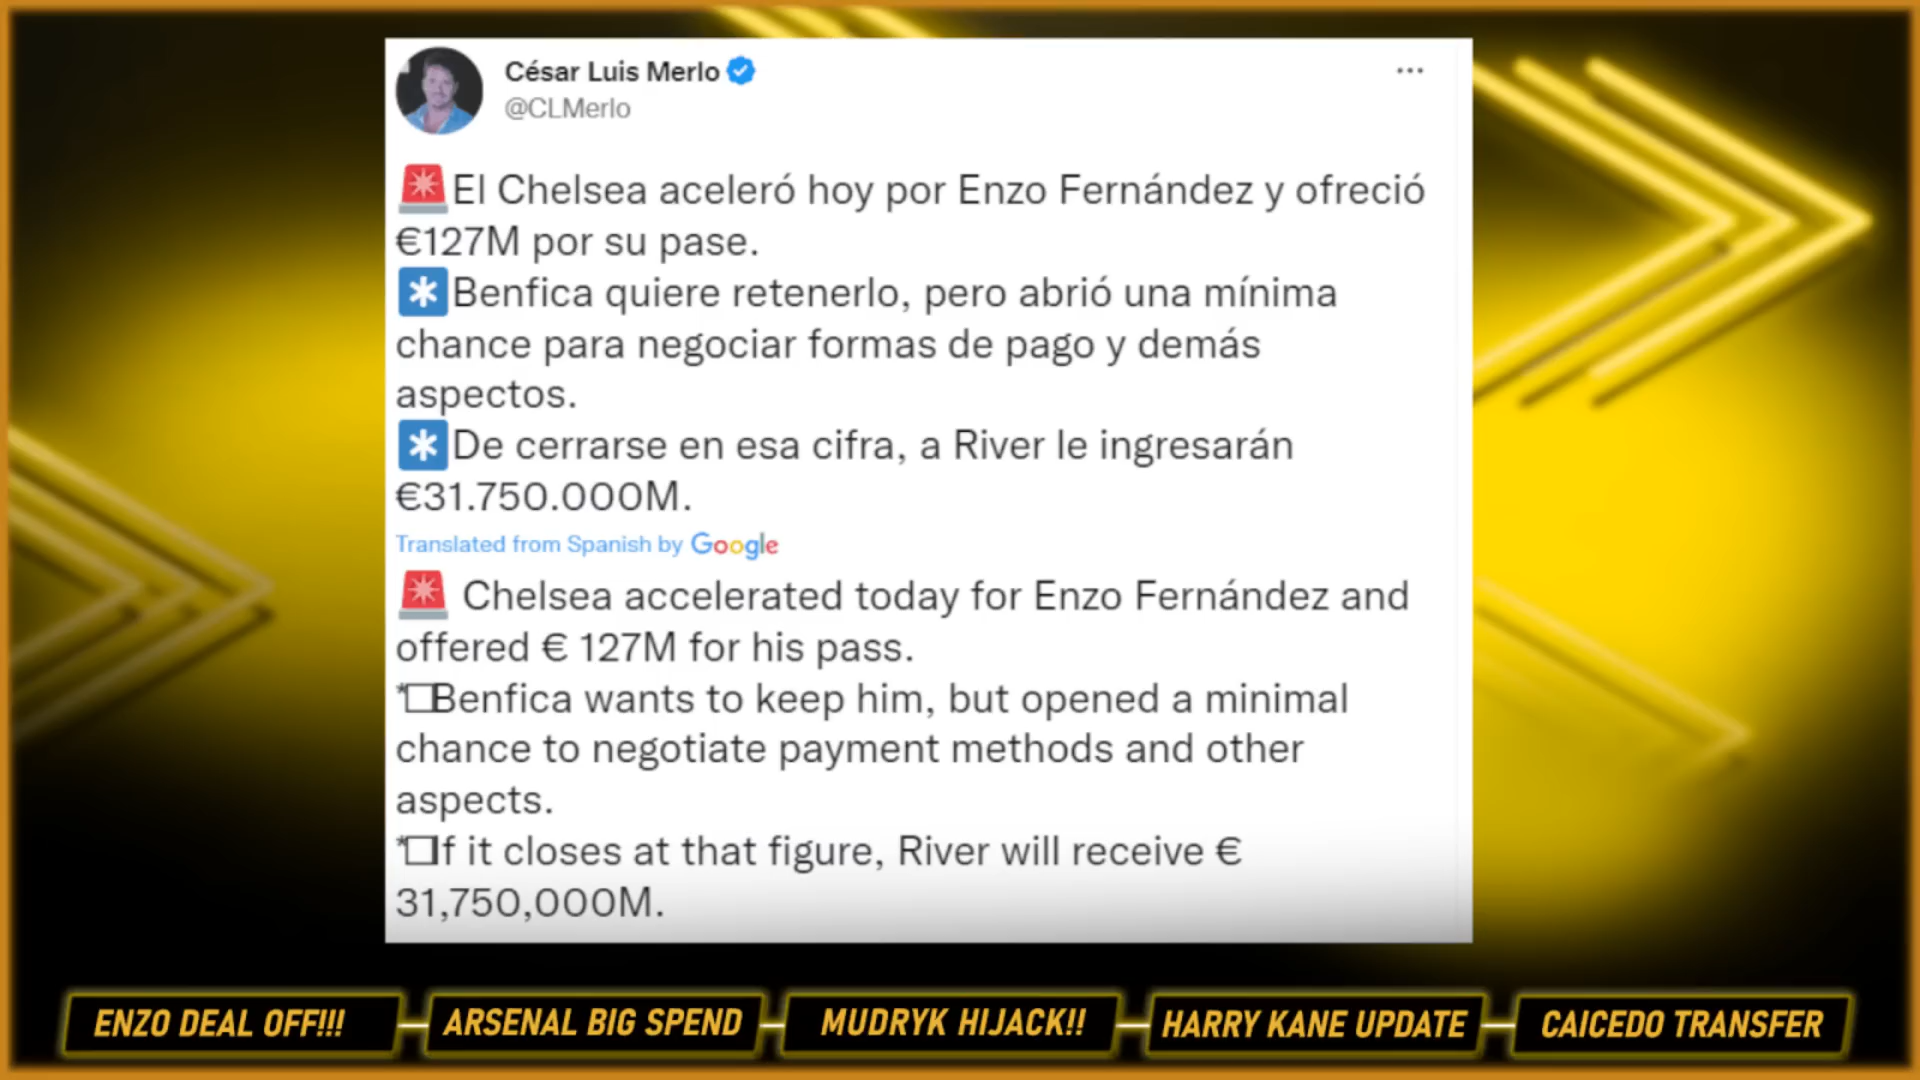 César Luis Merlo
@CLMerlo
🚨El Chelsea aceleró hoy por Enzo Fernández y ofreció
€127M por su pase.
*️⃣Benfica quiere retenerlo, pero abrió una mínima
chance para negociar formas de pago y demás
aspectos.
*️⃣De cerrarse en esa cifra, a River le ingresarán
€31.750.000M.
Translated from Spanish by Google
🚨 Chelsea accelerated today for Enzo Fernández and
offered € 127M for his pass.
*□Benfica wants to keep him, but opened a minimal
chance to negotiate payment methods and other
aspects.
*□If it closes at that figure, River will receive €
31,750,000M.
ENZO DEAL OFF!!! ARSENAL BIG SPEND MUDRYK HIJACK!! HARRY KANE UPDATE CAICEDO TRANSFER